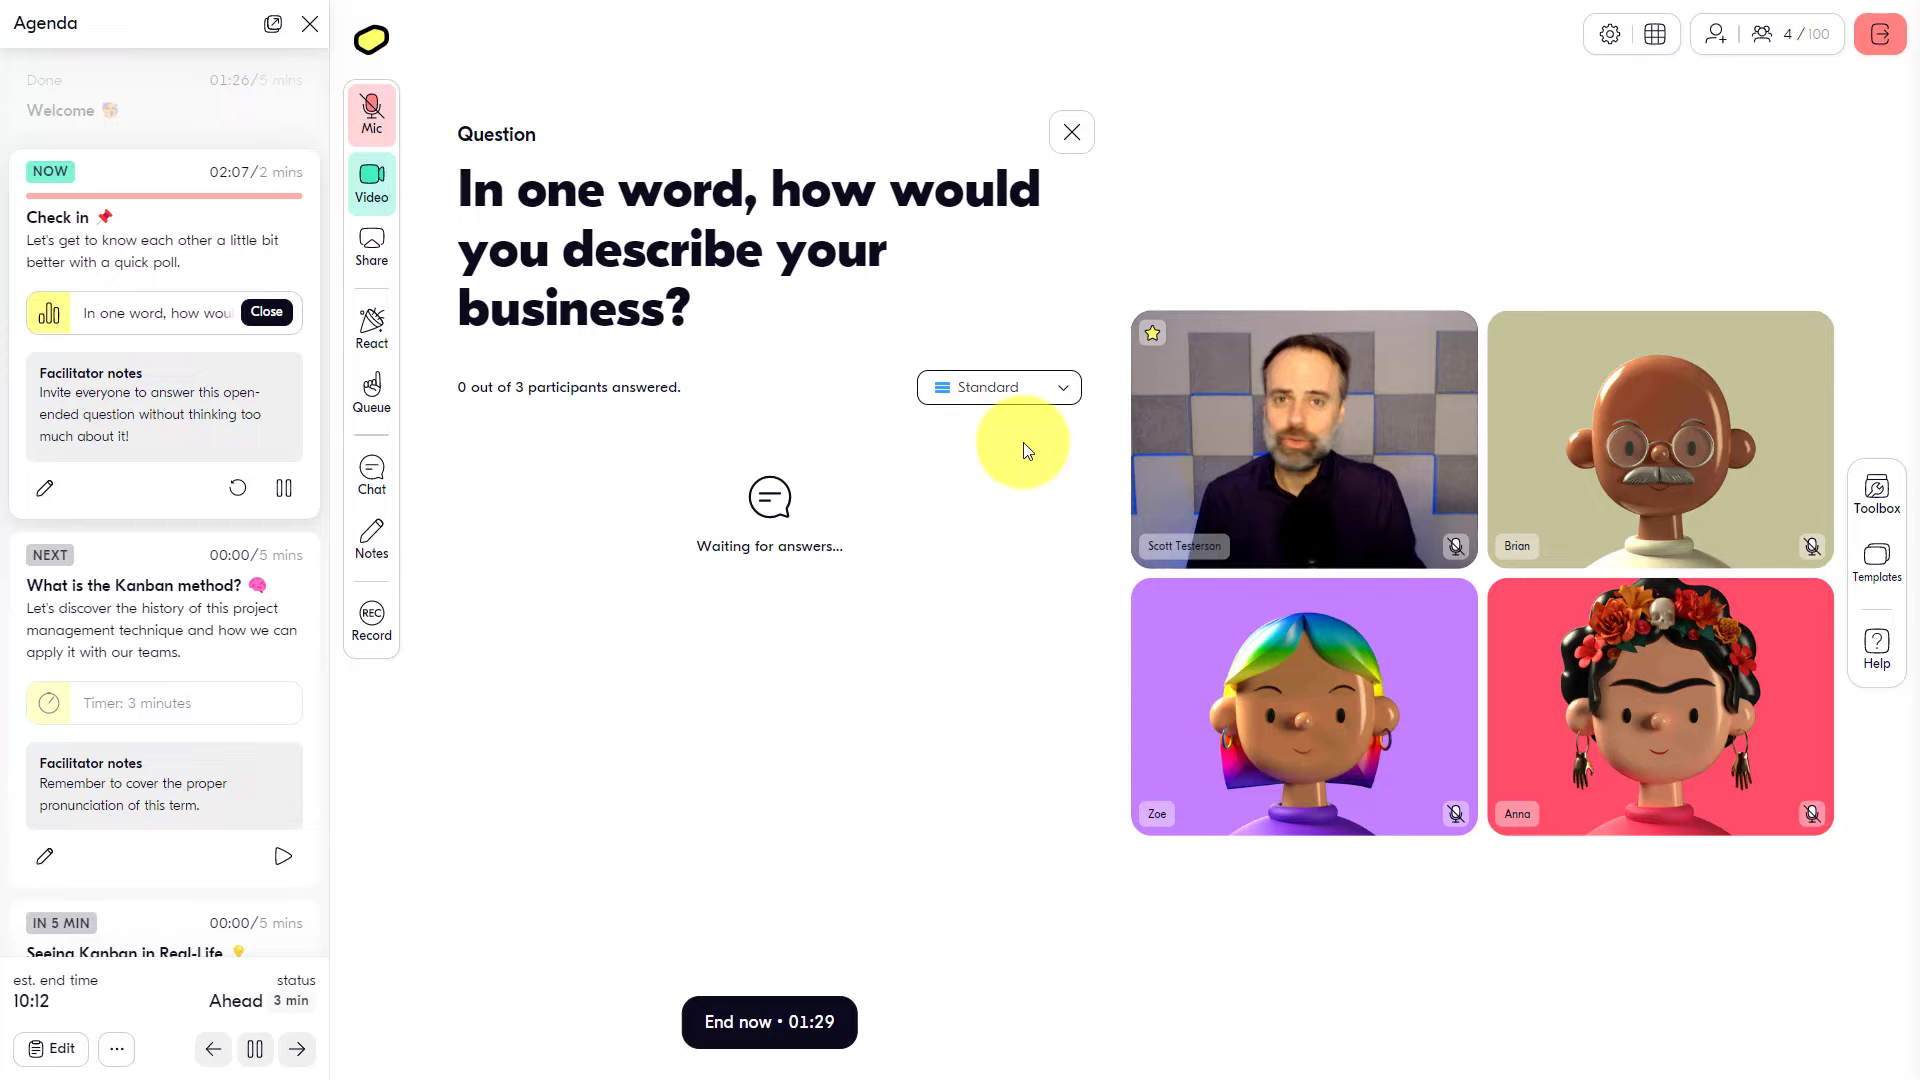 Agenda
Done 01:26/5 mins
Welcome
NOW 02:07/2 mins
Check in
Let's get to know each other a little bit
better with a quick poll.
In one word, how woul Close
Facilitator notes
Invite everyone to answer this open-
ended question without thinking too
much about it!
NEXT 00:00/5 mins
What is the Kanban method?
Let's discover the history of this project
management technique and how we can
apply it with our teams.
Timer: 3 minutes
Facilitator notes
Remember to cover the proper
pronunciation of this term.
IN 5 MIN 00:00/5 mins
Seeing Kanban in Real-Life
est. end time status
10:12 Ahead 3 min
Edit
Mic
Video
Share
React
Queue
Chat
Notes
REC
Record
Question
In one word, how would
you describe your
business?
0 out of 3 participants answered.
Standard
Waiting for answers...
End now • 01:29
4 /100
Scott Testerson
Brian
Zoe
Anna
Toolbox
Templates
Help